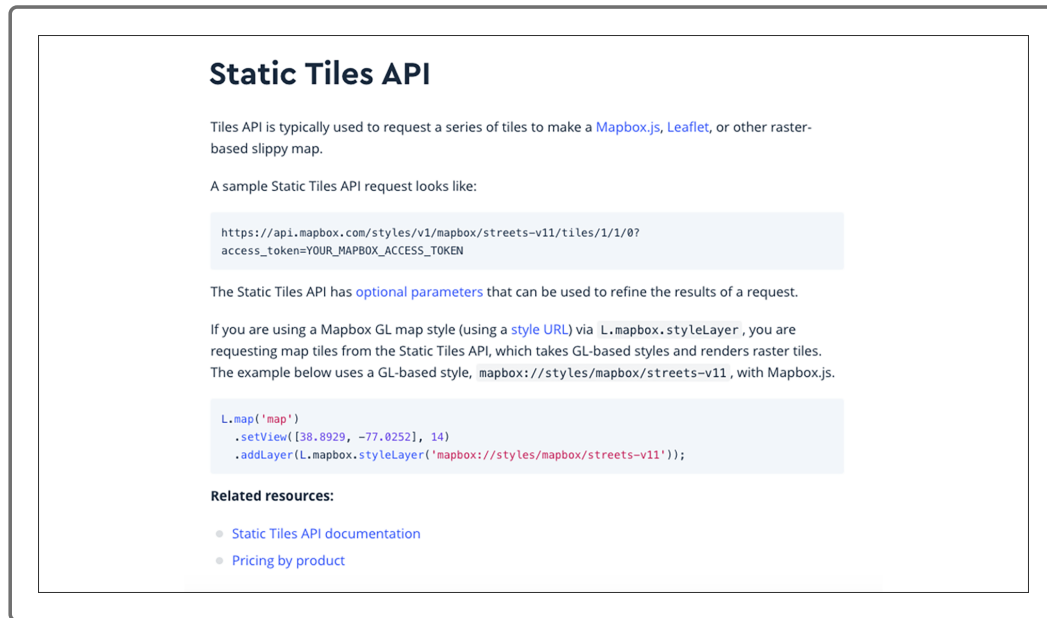 Static Tiles API
Tiles API is typically used to request a series of tiles to make a Mapbox.js, Leaflet, or other raster-
based slippy map.
A sample Static Tiles API request looks like:
https://api.mapbox.com/styles/v1/mapbox/streets-v11/tiles/1/1/0?
access_token=YOUR_MAPBOX_ACCESS_TOKEN
The Static Tiles API has optional parameters that can be used to refine the results of a request.
If you are using a Mapbox GL map style (using a style URL) via L.mapbox.styleLayer, you are
requesting map tiles from the Static Tiles API, which takes GL-based styles and renders raster tiles.
The example below uses a GL-based style, mapbox://styles/mapbox/streets-v11, with Mapbox.js.
L.map('map')
  .setView([38.8929, -77.0252], 14)
  .addLayer(L.mapbox.styleLayer('mapbox://styles/mapbox/streets-v11'));
Related resources:
Static Tiles API documentation
Pricing by product